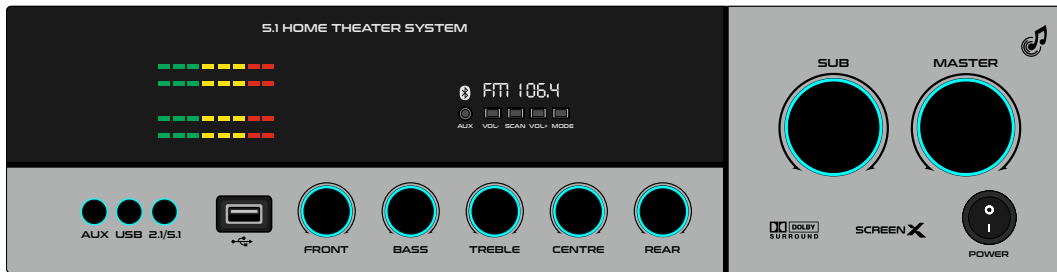 5.1 HOME THEATER SYSTEM
FM 106.4
AUX VOL- SCAN VOL+ MODE
SUB MASTER
AUX USB 2.1/5.1
FRONT BASS TREBLE CENTRE REAR
DOLBY
SURROUND
SCREEN X
POWER